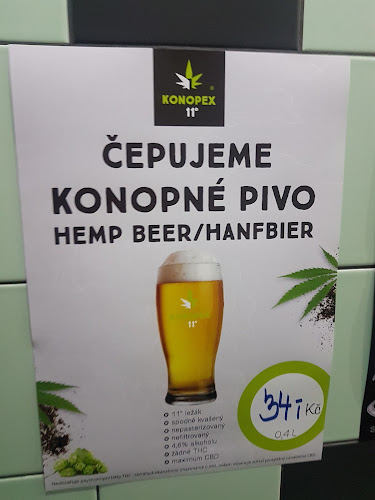 KONOPEX
11°
ČEPUJEME
KONOPNÉ PIVO
HEMP BEER/HANFBIER
11°
11° ležák
spodně kvašený
nepasterizovaný
nefiltrovaný
4,6% alkoholu
žádné THC
maximum CBD
34,- Kč
0,4 L